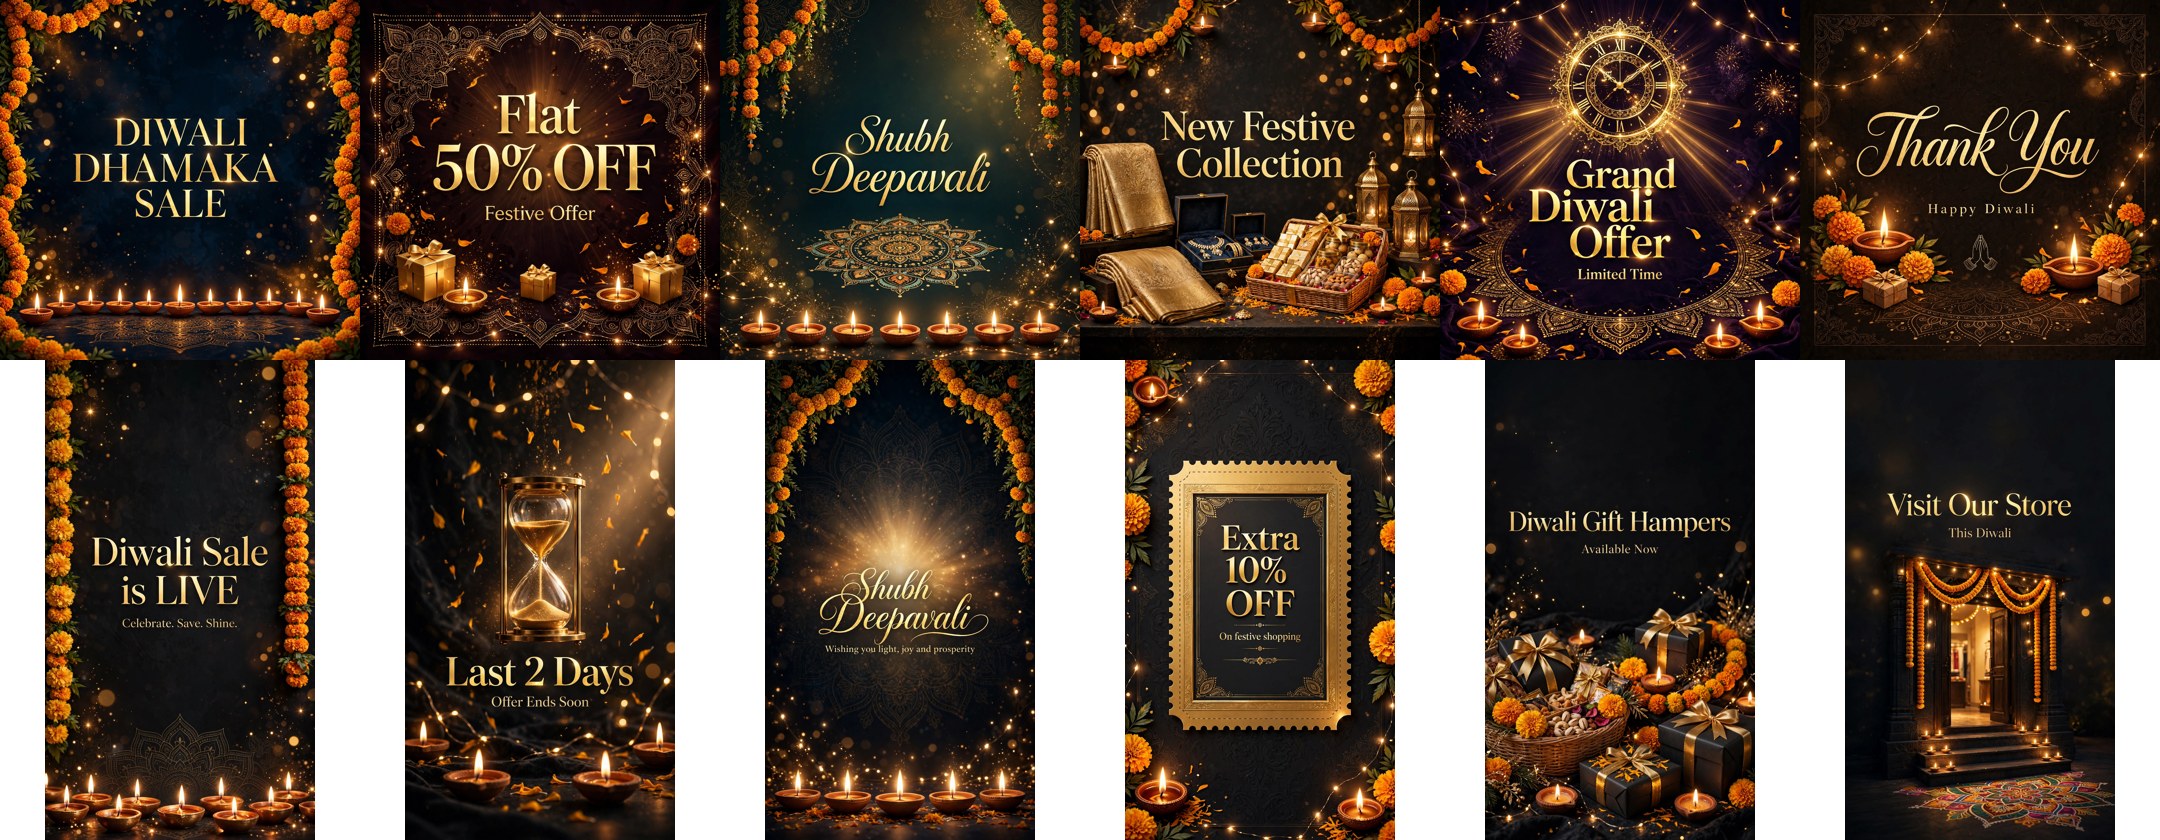 DIWALI
DHAMAKA
SALE
Flat
50% OFF
Festive Offer
Shubh
Deepavali
New Festive
Collection
Grand
Diwali
Offer
Limited Time
Thank You
Happy Diwali
Diwali Sale
is LIVE
Celebrate. Save. Shine.
Last 2 Days
Offer Ends Soon
Shubh
Deepavali
Wishing you light, joy and prosperity
Extra
10%
OFF
On festive shopping
Diwali Gift Hampers
Available Now
Visit Our Store
This Diwali